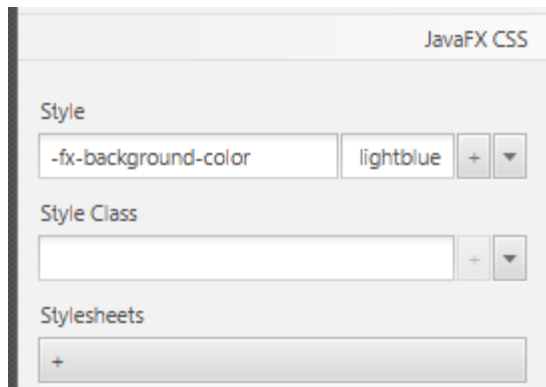 JavaFX CSS
Style
-fx-background-color lightblue +
Style Class
+
Stylesheets
+